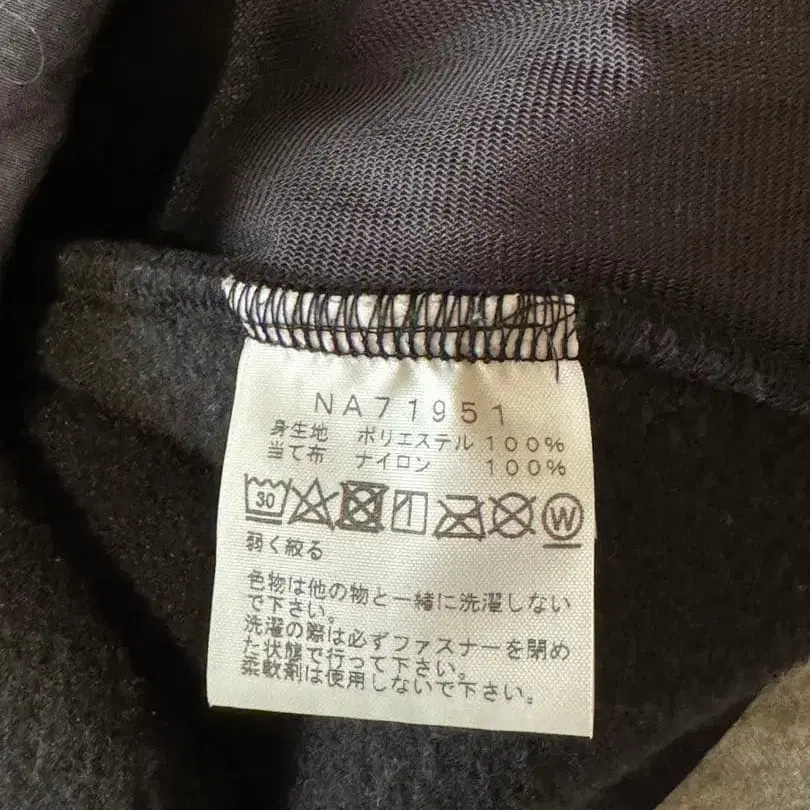 NA71951
身生地 ポリエステル 100%
当て布 ナイロン 100%
30 W
弱く絞る
色物は他の物と一緒に洗濯しない
で下さい。
洗濯の際は必ずファスナーを閉め
た状態で行って下さい。
柔軟剤は使用しないで下さい。